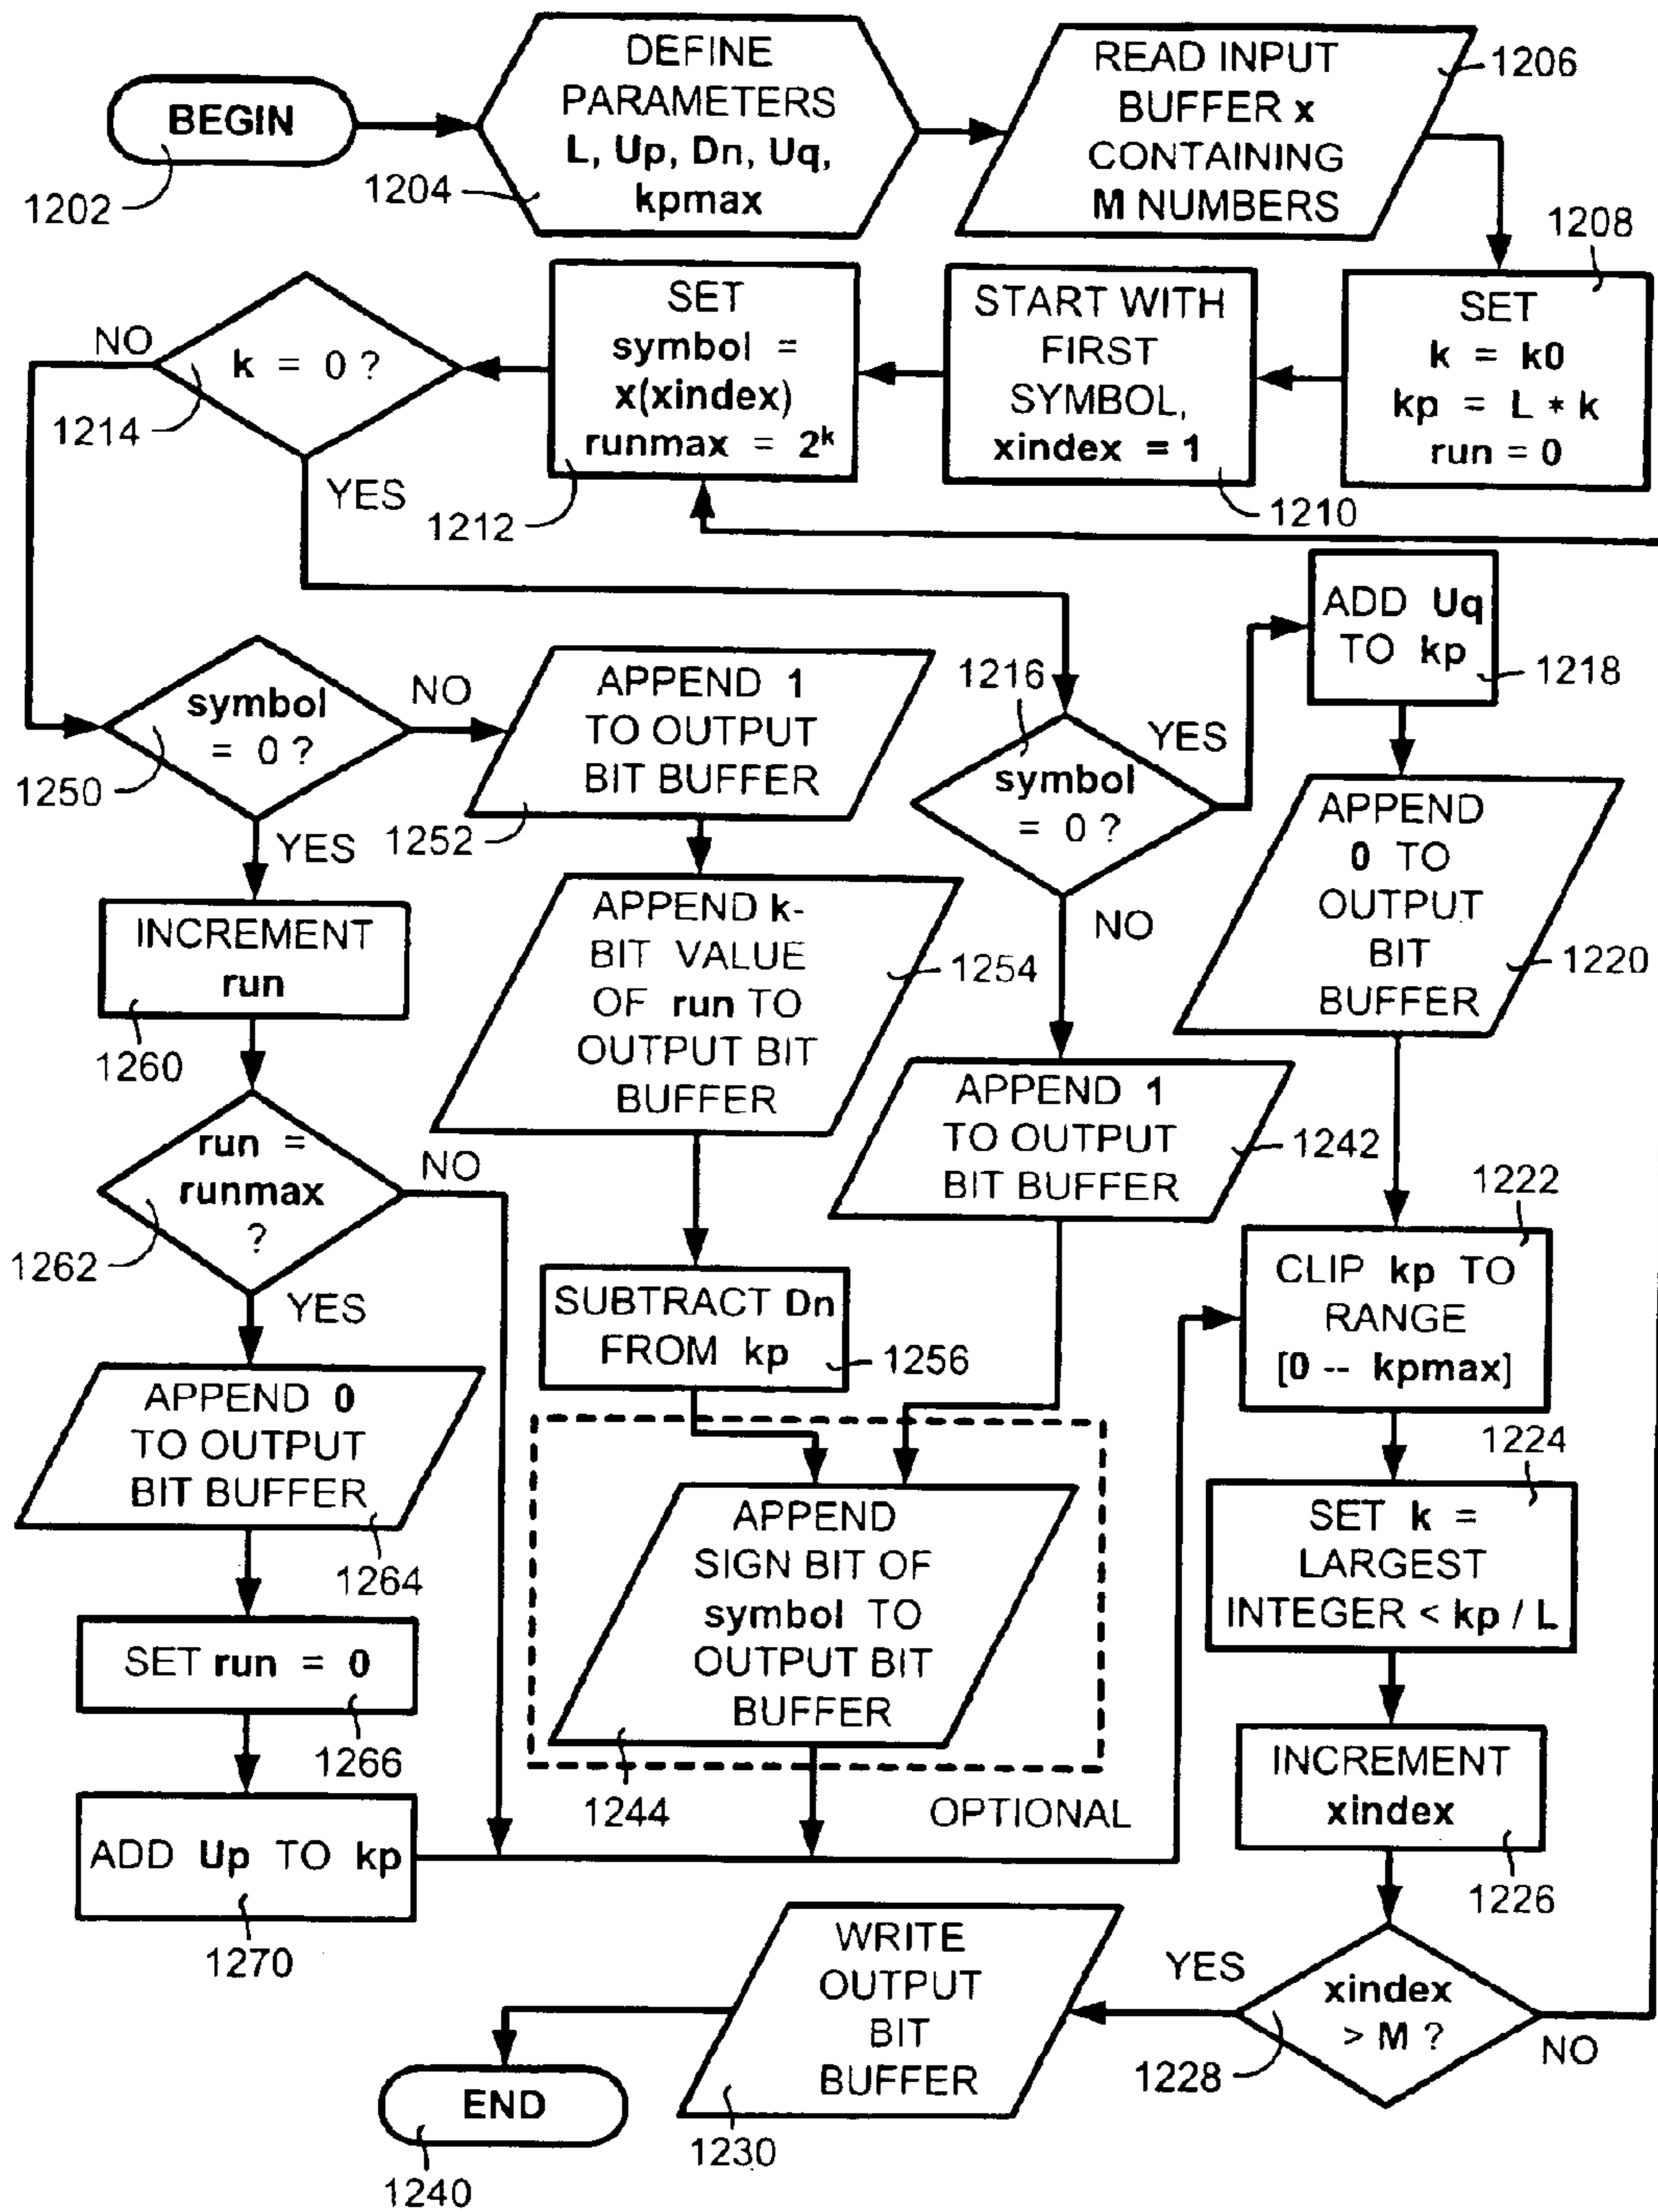 BEGIN
1202
DEFINE
PARAMETERS
L, Up, Dn, Uq,
kpmax
1204
READ INPUT
BUFFER x
CONTAINING
M NUMBERS
1206
1208
SET
k = k0
kp = L * k
run = 0
START WITH
FIRST
SYMBOL,
xindex = 1
1210
SET
symbol =
x(xindex)
runmax = 2ᵏ
1212
k = 0 ?
NO
YES
1214
symbol
= 0 ?
NO
YES
1250
APPEND 1
TO OUTPUT
BIT BUFFER
1252
1216
symbol
= 0 ?
YES
NO
ADD Uq
TO kp
1218
APPEND
0 TO
OUTPUT
BIT
BUFFER
1220
INCREMENT
run
1260
APPEND k-
BIT VALUE
OF run TO
OUTPUT BIT
BUFFER
1254
APPEND 1
TO OUTPUT
BIT BUFFER
1242
run =
runmax
?
NO
YES
1262
SUBTRACT Dn
FROM kp
1256
1222
CLIP kp TO
RANGE
[0 -- kpmax]
APPEND 0
TO OUTPUT
BIT BUFFER
1264
APPEND
SIGN BIT OF
symbol TO
OUTPUT BIT
BUFFER
1244
OPTIONAL
1224
SET k =
LARGEST
INTEGER < kp / L
SET run = 0
1266
INCREMENT
xindex
1226
ADD Up TO kp
1270
WRITE
OUTPUT
BIT
BUFFER
1230
YES
xindex
> M ?
NO
1228
END
1240